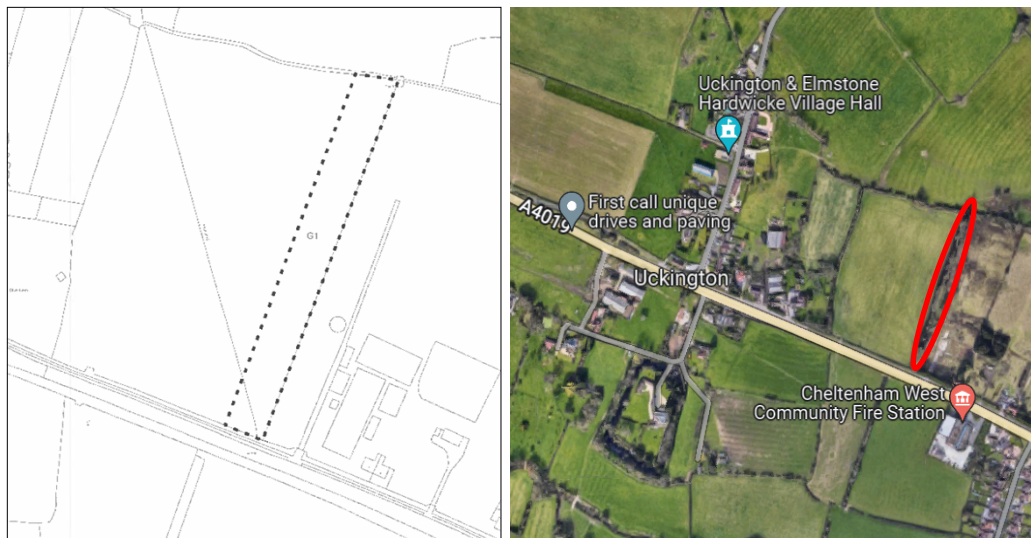 G1
Uckington & Elmstone
Hardwicke Village Hall
First call unique
drives and paving
A4019
Uckington
Cheltenham West
Community Fire Station